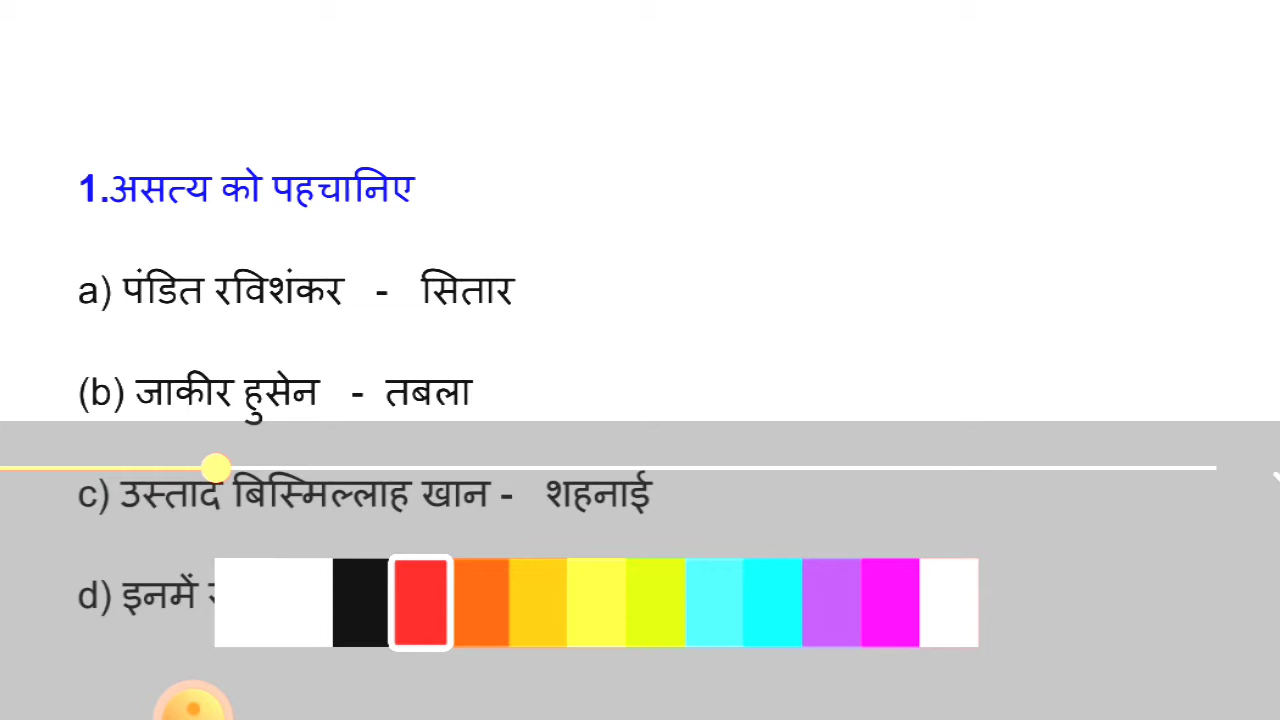 1.असत्य को पहचानिए
a) पंडित रविशंकर - सितार
(b) जाकीर हुसेन - तबला
c) उस्ताद बिस्मिल्लाह खान - शहनाई
d) इनमें